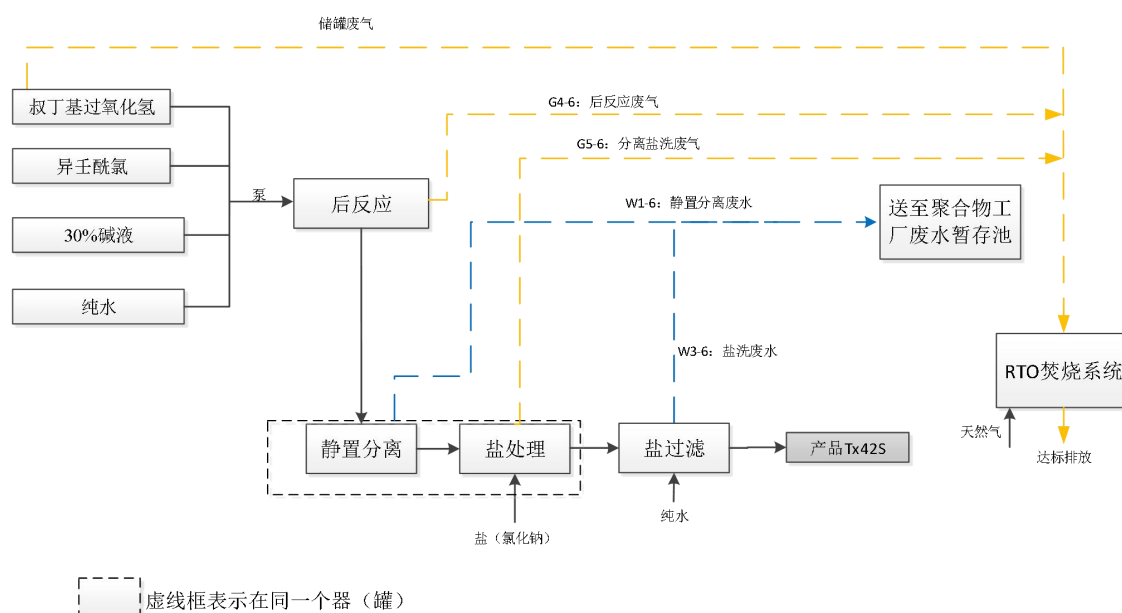 储罐废气
叔丁基过氧化氢
G4-6：后反应废气
G5-6：分离盐洗废气
异壬酰氯
泵
后反应
W1-6：静置分离废水
送至聚合物工
厂废水暂存池
30%碱液
纯水
W3-6：盐洗废水
RTO焚烧系统
天然气
达标排放
静置分离
盐处理
盐过滤
产品Tx42S
盐（氯化钠）
纯水
虚线框表示在同一个器（罐）